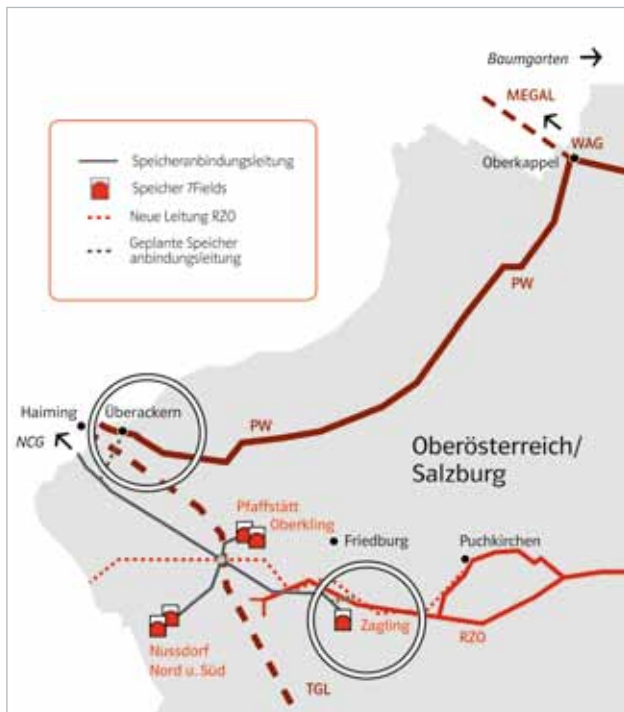 Baumgarten
MEGAL
WAG
Oberkappel
Speicheranbindungsleitung
Speicher 7Fields
Neue Leitung RZO
Geplante Speicher
anbindungsleitung
PW
Haiming
Überackern
NCG
PW
Oberösterreich/
Salzburg
Pfaffstätt
Oberkling
Friedburg
Puchkirchen
Zagling
Nussdorf
Nord u. Süd
RZO
TGL